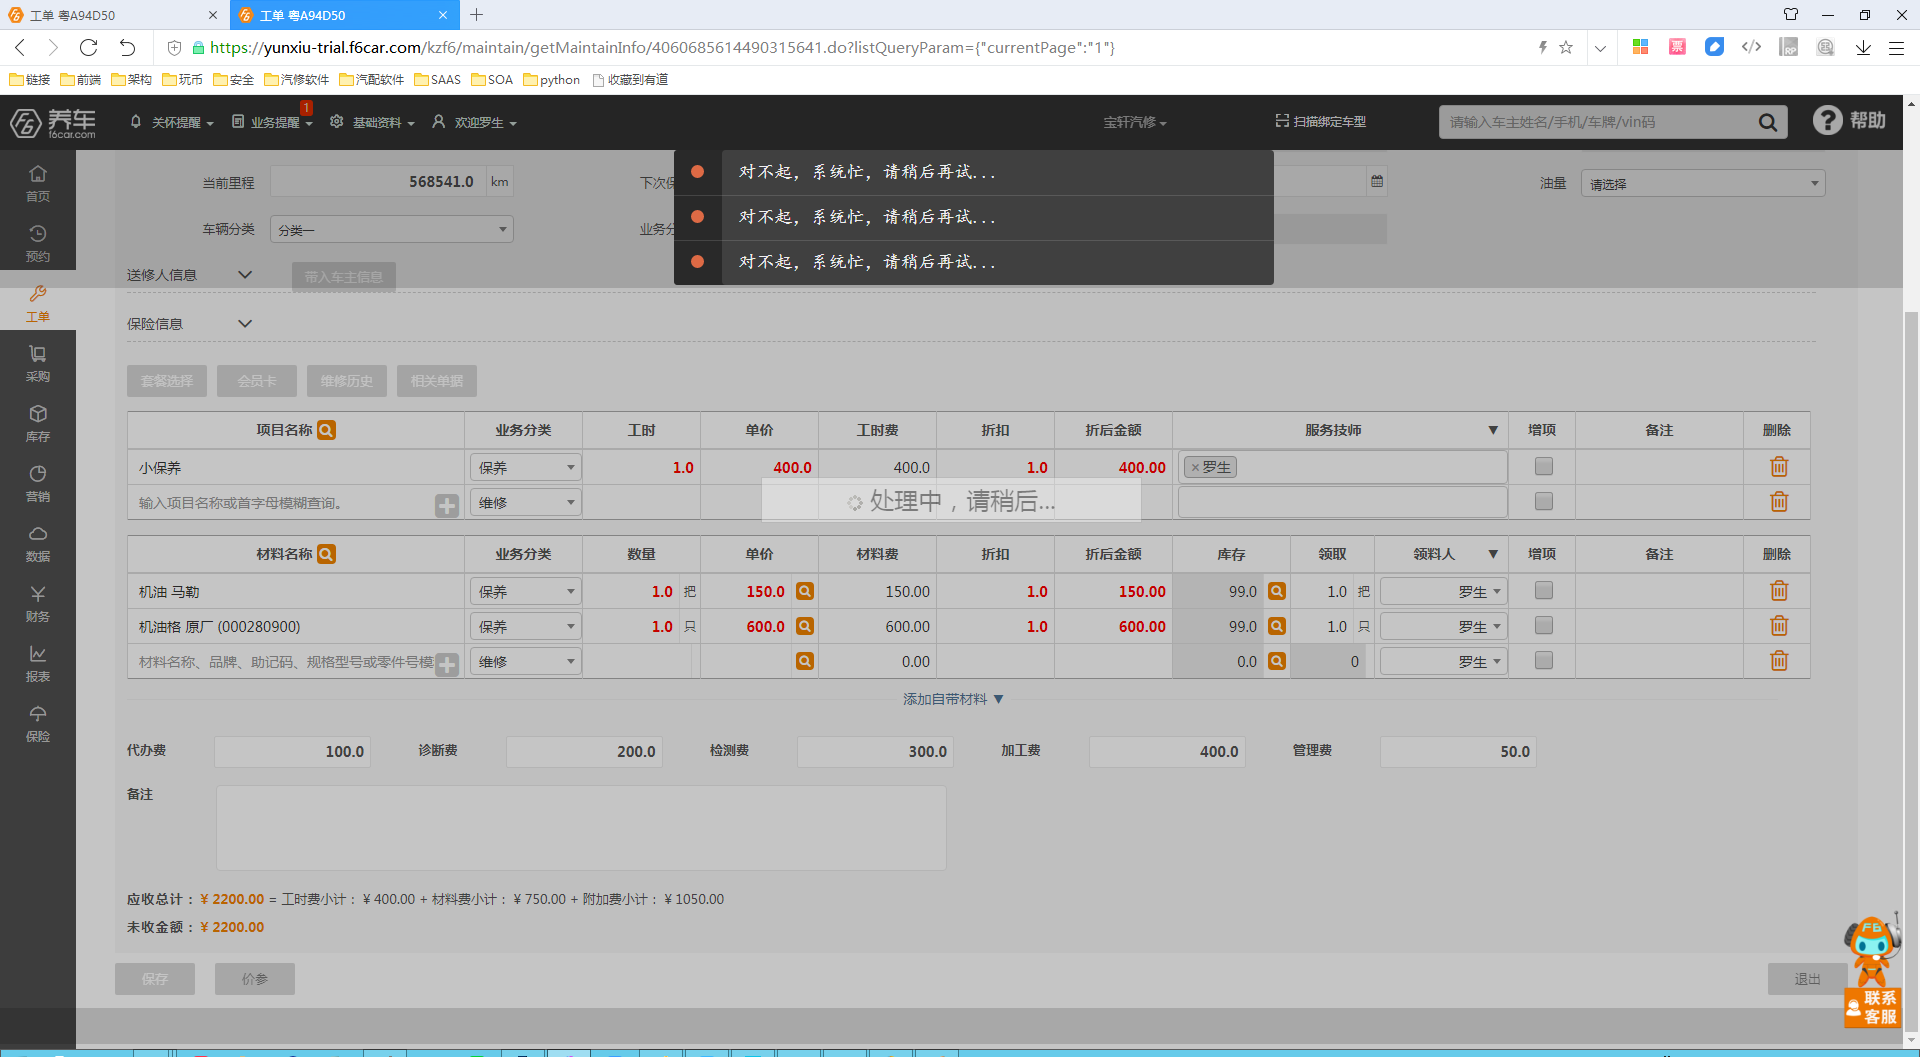 工单 粤A94D50
工单 粤A94D50
https://yunxiu-trial.f6car.com/kzf6/maintain/getMaintainInfo/4060685614490315641.do?listQueryParam={"currentPage":"1"}
票
RP
链接 前端 架构 玩币 安全 汽修软件 汽配软件 SAAS SOA python 收藏到有道
养车 f6car.com
关怀提醒 业务提醒 1 基础资料 欢迎罗生 宝轩汽修 扫描绑定车型 请输入车主姓名/手机/车牌/vin码 帮助
首页
预约
工单
采购
库存
营销
数据
财务
报表
保险
当前里程 568541.0 km 下次保 油量 请选择
车辆分类 分类一 业务分
对不起，系统忙，请稍后再试...
对不起，系统忙，请稍后再试...
对不起，系统忙，请稍后再试...
送修人信息 带入车主信息
保险信息
套餐选择 会员卡 维修历史 相关单据
项目名称 业务分类 工时 单价 工时费 折扣 折后金额 服务技师 ▼ 增项 备注 删除
小保养 保养 1.0 400.0 400.0 1.0 400.00 ×罗生
输入项目名称或首字母模糊查询。 维修
处理中，请稍后...
材料名称 业务分类 数量 单价 材料费 折扣 折后金额 库存 领取 领料人 ▼ 增项 备注 删除
机油 马勒 保养 1.0 把 150.0 150.00 1.0 150.00 99.0 1.0 把 罗生
机油格 原厂 (000280900) 保养 1.0 只 600.0 600.00 1.0 600.00 99.0 1.0 只 罗生
材料名称、品牌、助记码、规格型号或零件号模 维修 0.00 0.0 0 罗生
添加自带材料 ▼
代办费 100.0 诊断费 200.0 检测费 300.0 加工费 400.0 管理费 50.0
备注
应收总计： ¥ 2200.00 = 工时费小计： ¥ 400.00 + 材料费小计： ¥ 750.00 + 附加费小计： ¥ 1050.00
未收金额： ¥ 2200.00
保存 价参 退出
F6
联系
客服